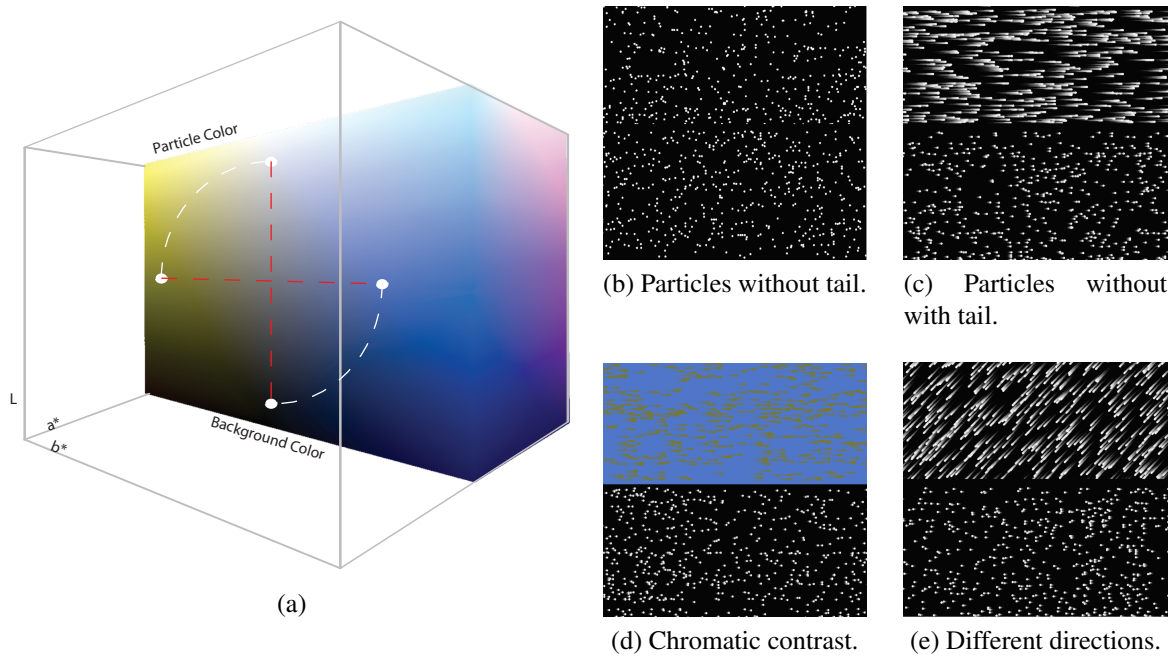 Particle Color
L
a*
b*
Background Color
(a)
(b) Particles without tail.
(c) Particles without
with tail.
(d) Chromatic contrast.
(e) Different directions.